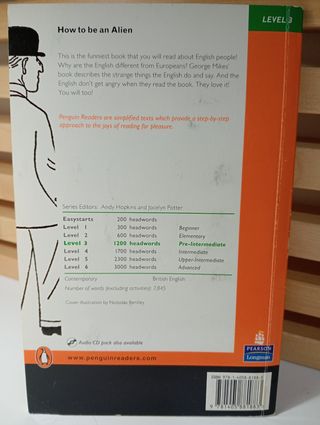 How to be an Alien
LEVEL 3
This is the funniest book that you will read about English people!
Why are the English different from Europeans? George Mikes'
book describes the strange things the English do and say. And the
English don't get angry when they read the book. They love it!
You will too!
Penguin Readers are simplified texts which provide a step-by-step
approach to the joys of reading for pleasure.
Series Editors: Andy Hopkins and Jocelyn Potter
Easystarts 200 headwords
Level 1 300 headwords Beginner
Level 2 600 headwords Elementary
Level 3 1200 headwords Pre-Intermediate
Level 4 1700 headwords Intermediate
Level 5 2300 headwords Upper-Intermediate
Level 6 3000 headwords Advanced
Contemporary British English
Number of words (excluding activities): 7,845
Cover illustration by Nicolas Bentley
Audio CD pack also available
PEARSON
Longman
www.penguinreaders.com